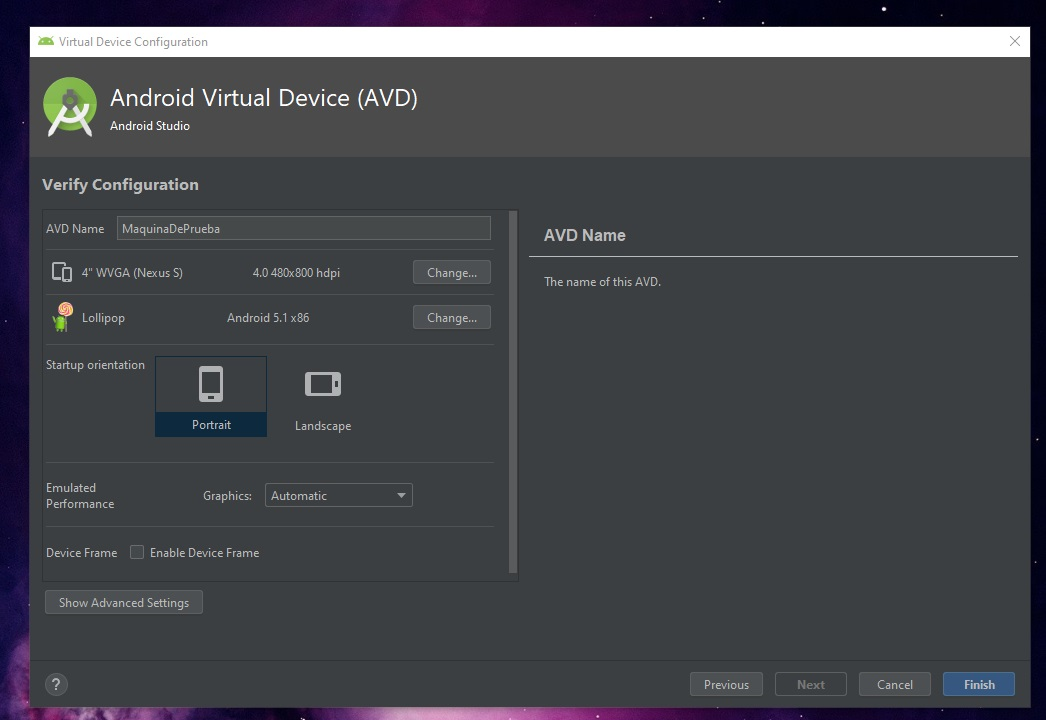 Virtual Device Configuration
Android Virtual Device (AVD)
Android Studio
Verify Configuration
AVD Name MaquinaDePrueba
4" WVGA (Nexus S) 4.0 480x800 hdpi Change...
Lollipop Android 5.1 x86 Change...
Startup orientation
Portrait Landscape
Emulated
Performance
Graphics: Automatic
Device Frame Enable Device Frame
Show Advanced Settings
AVD Name
The name of this AVD.
? Previous Next Cancel Finish